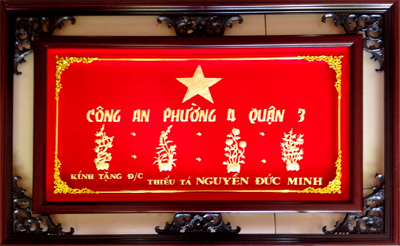 CÔNG AN PHƯỜNG 4 QUẬN 3
KÍNH TẶNG Đ/C THIẾU TÁ NGUYỄN ĐỨC MINH